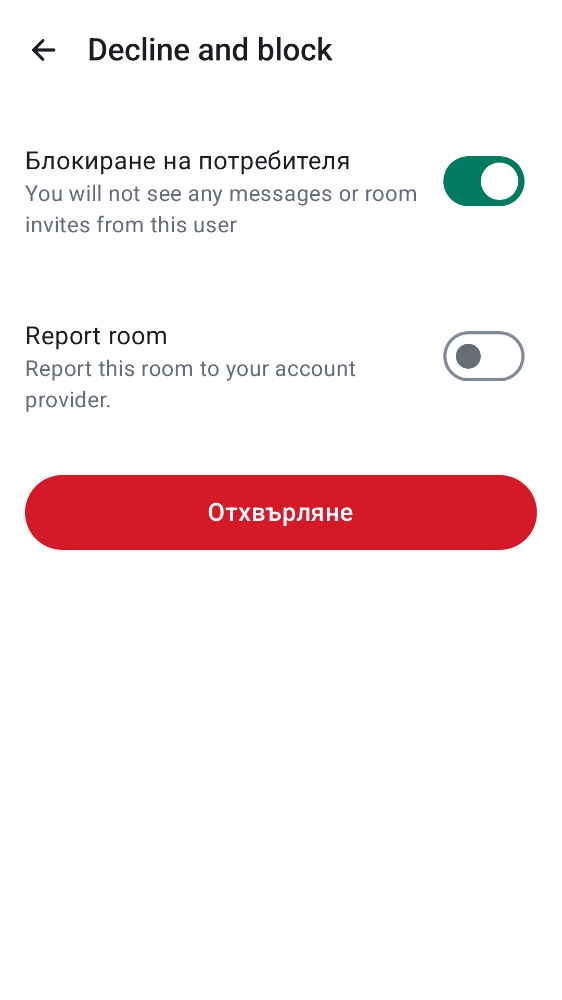 Decline and block
Блокиране на потребителя
You will not see any messages or room
invites from this user
Report room
Report this room to your account
provider.
Отхвърляне